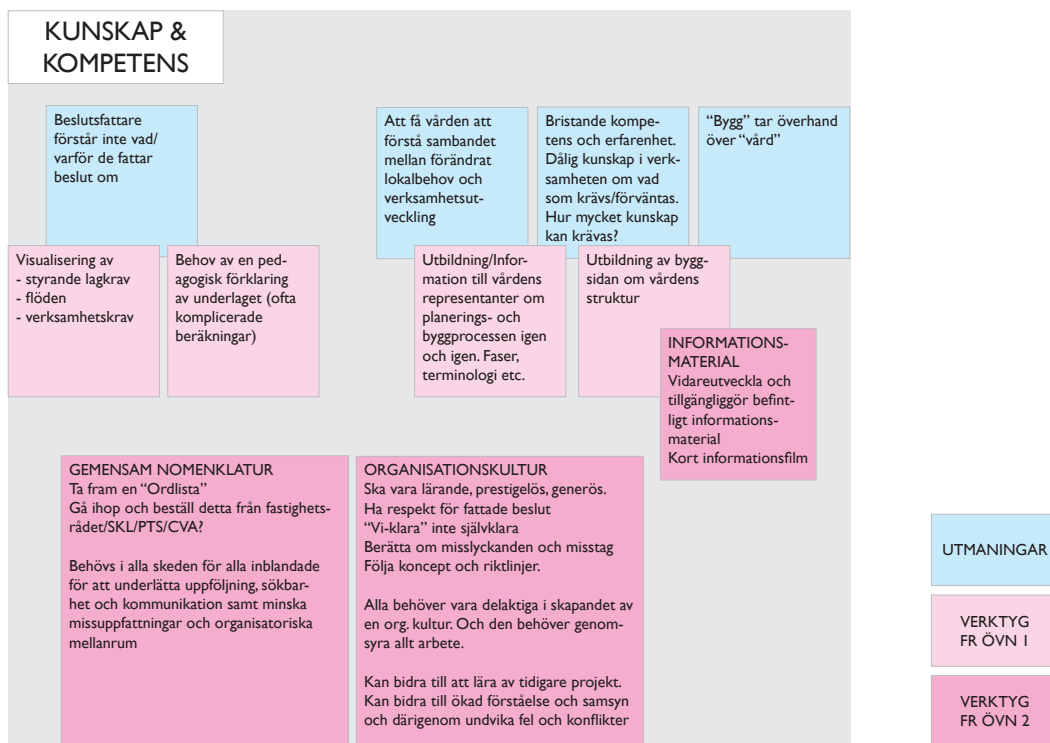 KUNSKAP &
KOMPETENS
Beslutsfattare
förstår inte vad/
varför de fattar
beslut om
Att få vården att
förstå sambandet
mellan förändrat
lokalbehov och
verksamhetsut-
veckling
Bristande kompe-
tens och erfarenhet.
Dålig kunskap i verk-
samheten om vad
som krävs/förväntas.
Hur mycket kunskap
kan krävas?
”Bygg” tar överhand
över ”vård”
Visualisering av
- styrande lagkrav
- flöden
- verksamhetskrav
Behov av en ped-
agogisk förklaring
av underlaget (ofta
komplicerade
beräkningar)
Utbildning/Infor-
mation till vårdens
representanter om
planerings- och
byggprocessen igen
och igen. Faser,
terminologi etc.
Utbildning av bygg-
sidan om vårdens
struktur
INFORMATIONS-
MATERIAL
Vidareutveckla och
tillgängliggör befint-
ligt informations-
material
Kort informationsfilm
GEMENSAM NOMENKLATUR
Ta fram en “Ordlista”
Gå ihop och beställ detta från fastighets-
rådet/SKL/PTS/CVA?
Behövs i alla skeden för alla inblandade
för att underlätta uppföljning, sökbar-
het och kommunikation samt minska
missuppfattningar och organisatoriska
mellanrum
ORGANISATIONSKULTUR
Ska vara lärande, prestigelös, generös.
Ha respekt för fattade beslut
“Vi-klara” inte självklara
Berätta om misslyckanden och misstag
Följa koncept och riktlinjer.
Alla behöver vara delaktiga i skapandet av
en org. kultur. Och den behöver genom-
syra allt arbete.
Kan bidra till att lära av tidigare projekt.
Kan bidra till ökad förståelse och samsyn
och därigenom undvika fel och konflikter
UTMANINGAR
VERKTYG
FR ÖVN 1
VERKTYG
FR ÖVN 2